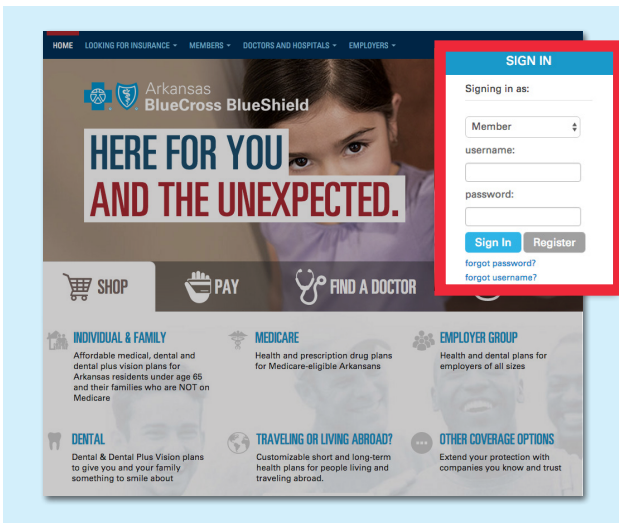 HOME LOOKING FOR INSURANCE MEMBERS DOCTORS AND HOSPITALS EMPLOYERS
Arkansas
BlueCross BlueShield
HERE FOR YOU
AND THE UNEXPECTED.
SIGN IN
Signing in as:
Member
username:
password:
Sign In Register
forgot password?
forgot username?
SHOP PAY FIND A DOCTOR
INDIVIDUAL & FAMILY
Affordable medical, dental and
dental plus vision plans for
Arkansas residents under age 65
and their families who are NOT on
Medicare
MEDICARE
Health and prescription drug plans
for Medicare-eligible Arkansans
EMPLOYER GROUP
Health and dental plans for
employers of all sizes
DENTAL
Dental & Dental Plus Vision plans
to give you and your family
something to smile about
TRAVELING OR LIVING ABROAD?
Customizable short and long-term
health plans for people living and
traveling abroad.
OTHER COVERAGE OPTIONS
Extend your protection with
companies you know and trust